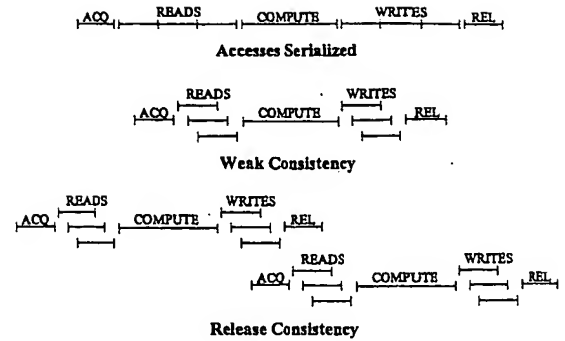 ACQ READS COMPUTE WRITES REL
Accesses Serialized
READS WRITES
ACQ COMPUTE REL
Weak Consistency
READS WRITES
ACQ COMPUTE REL
READS WRITES
ACQ COMPUTE REL
Release Consistency